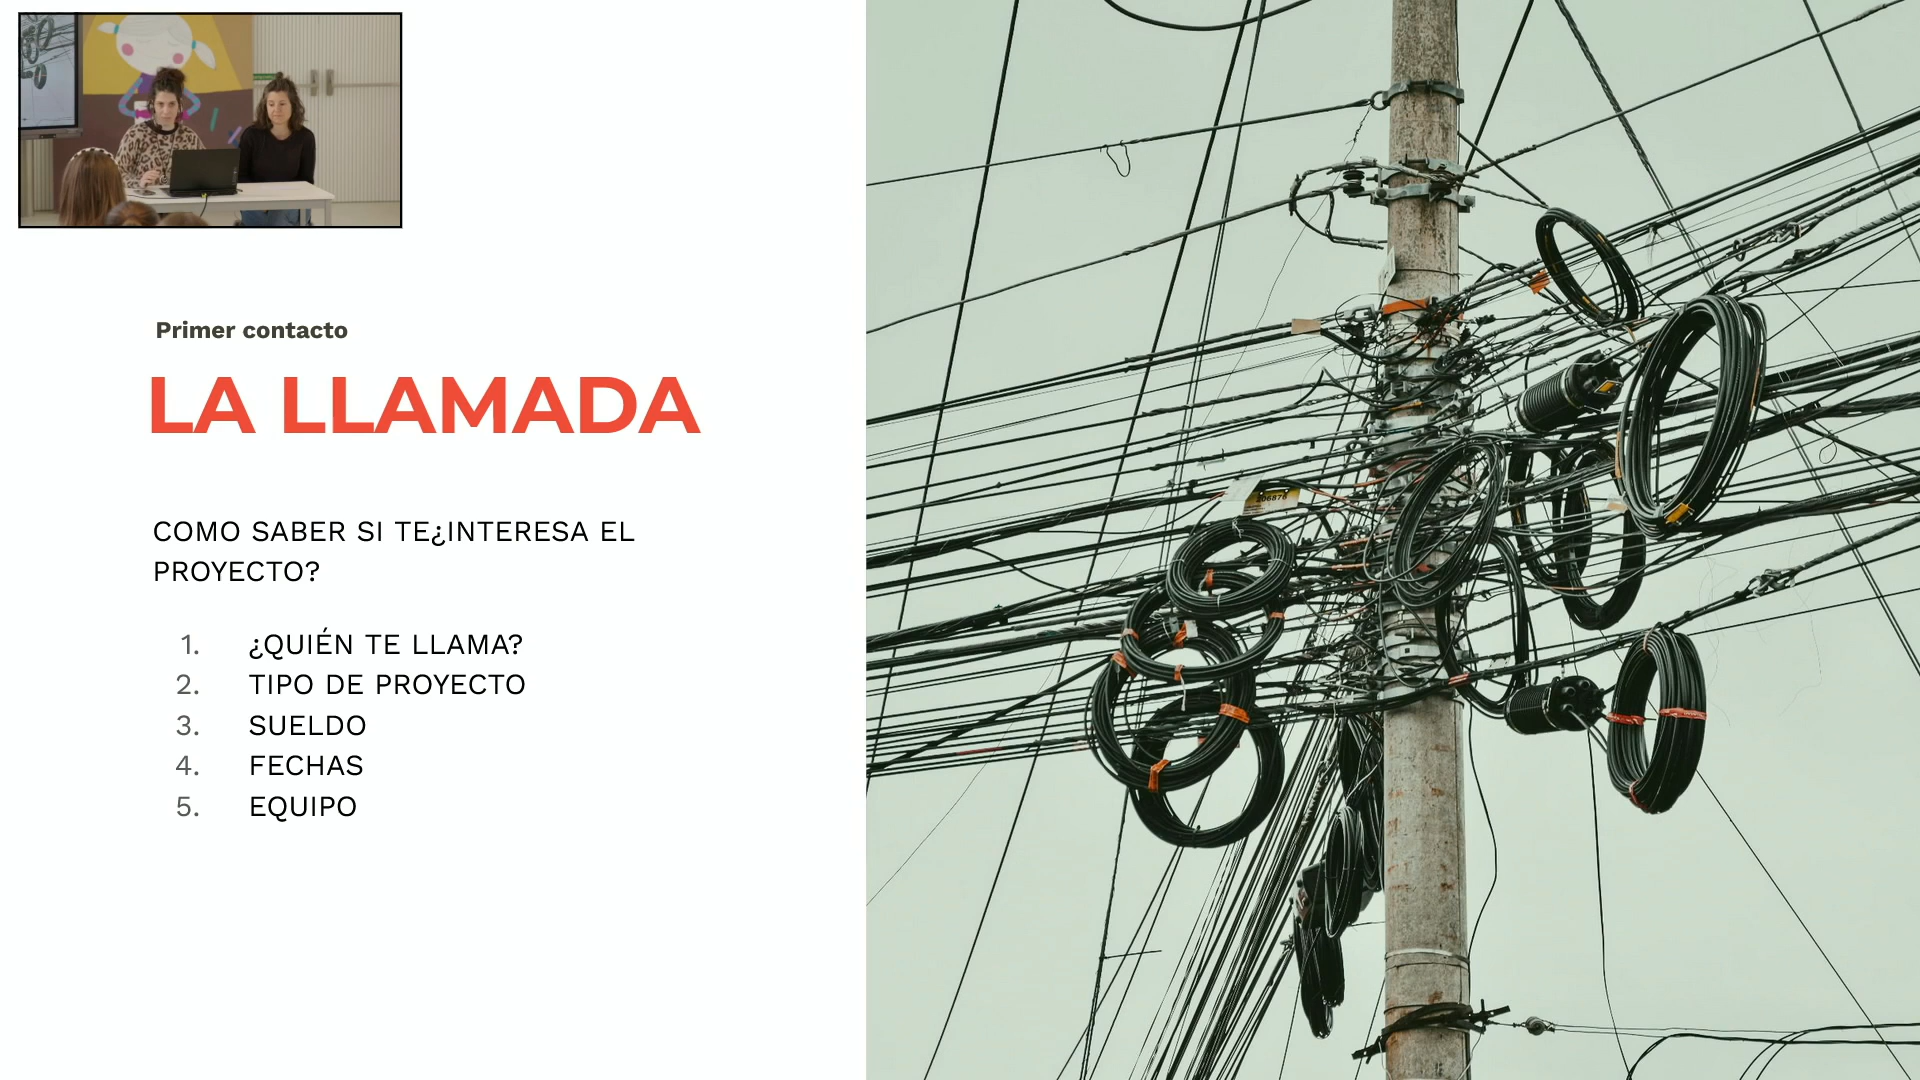 Primer contacto
LA LLAMADA
COMO SABER SI TE¿INTERESA EL
PROYECTO?
1. ¿QUIÉN TE LLAMA?
2. TIPO DE PROYECTO
3. SUELDO
4. FECHAS
5. EQUIPO
206876